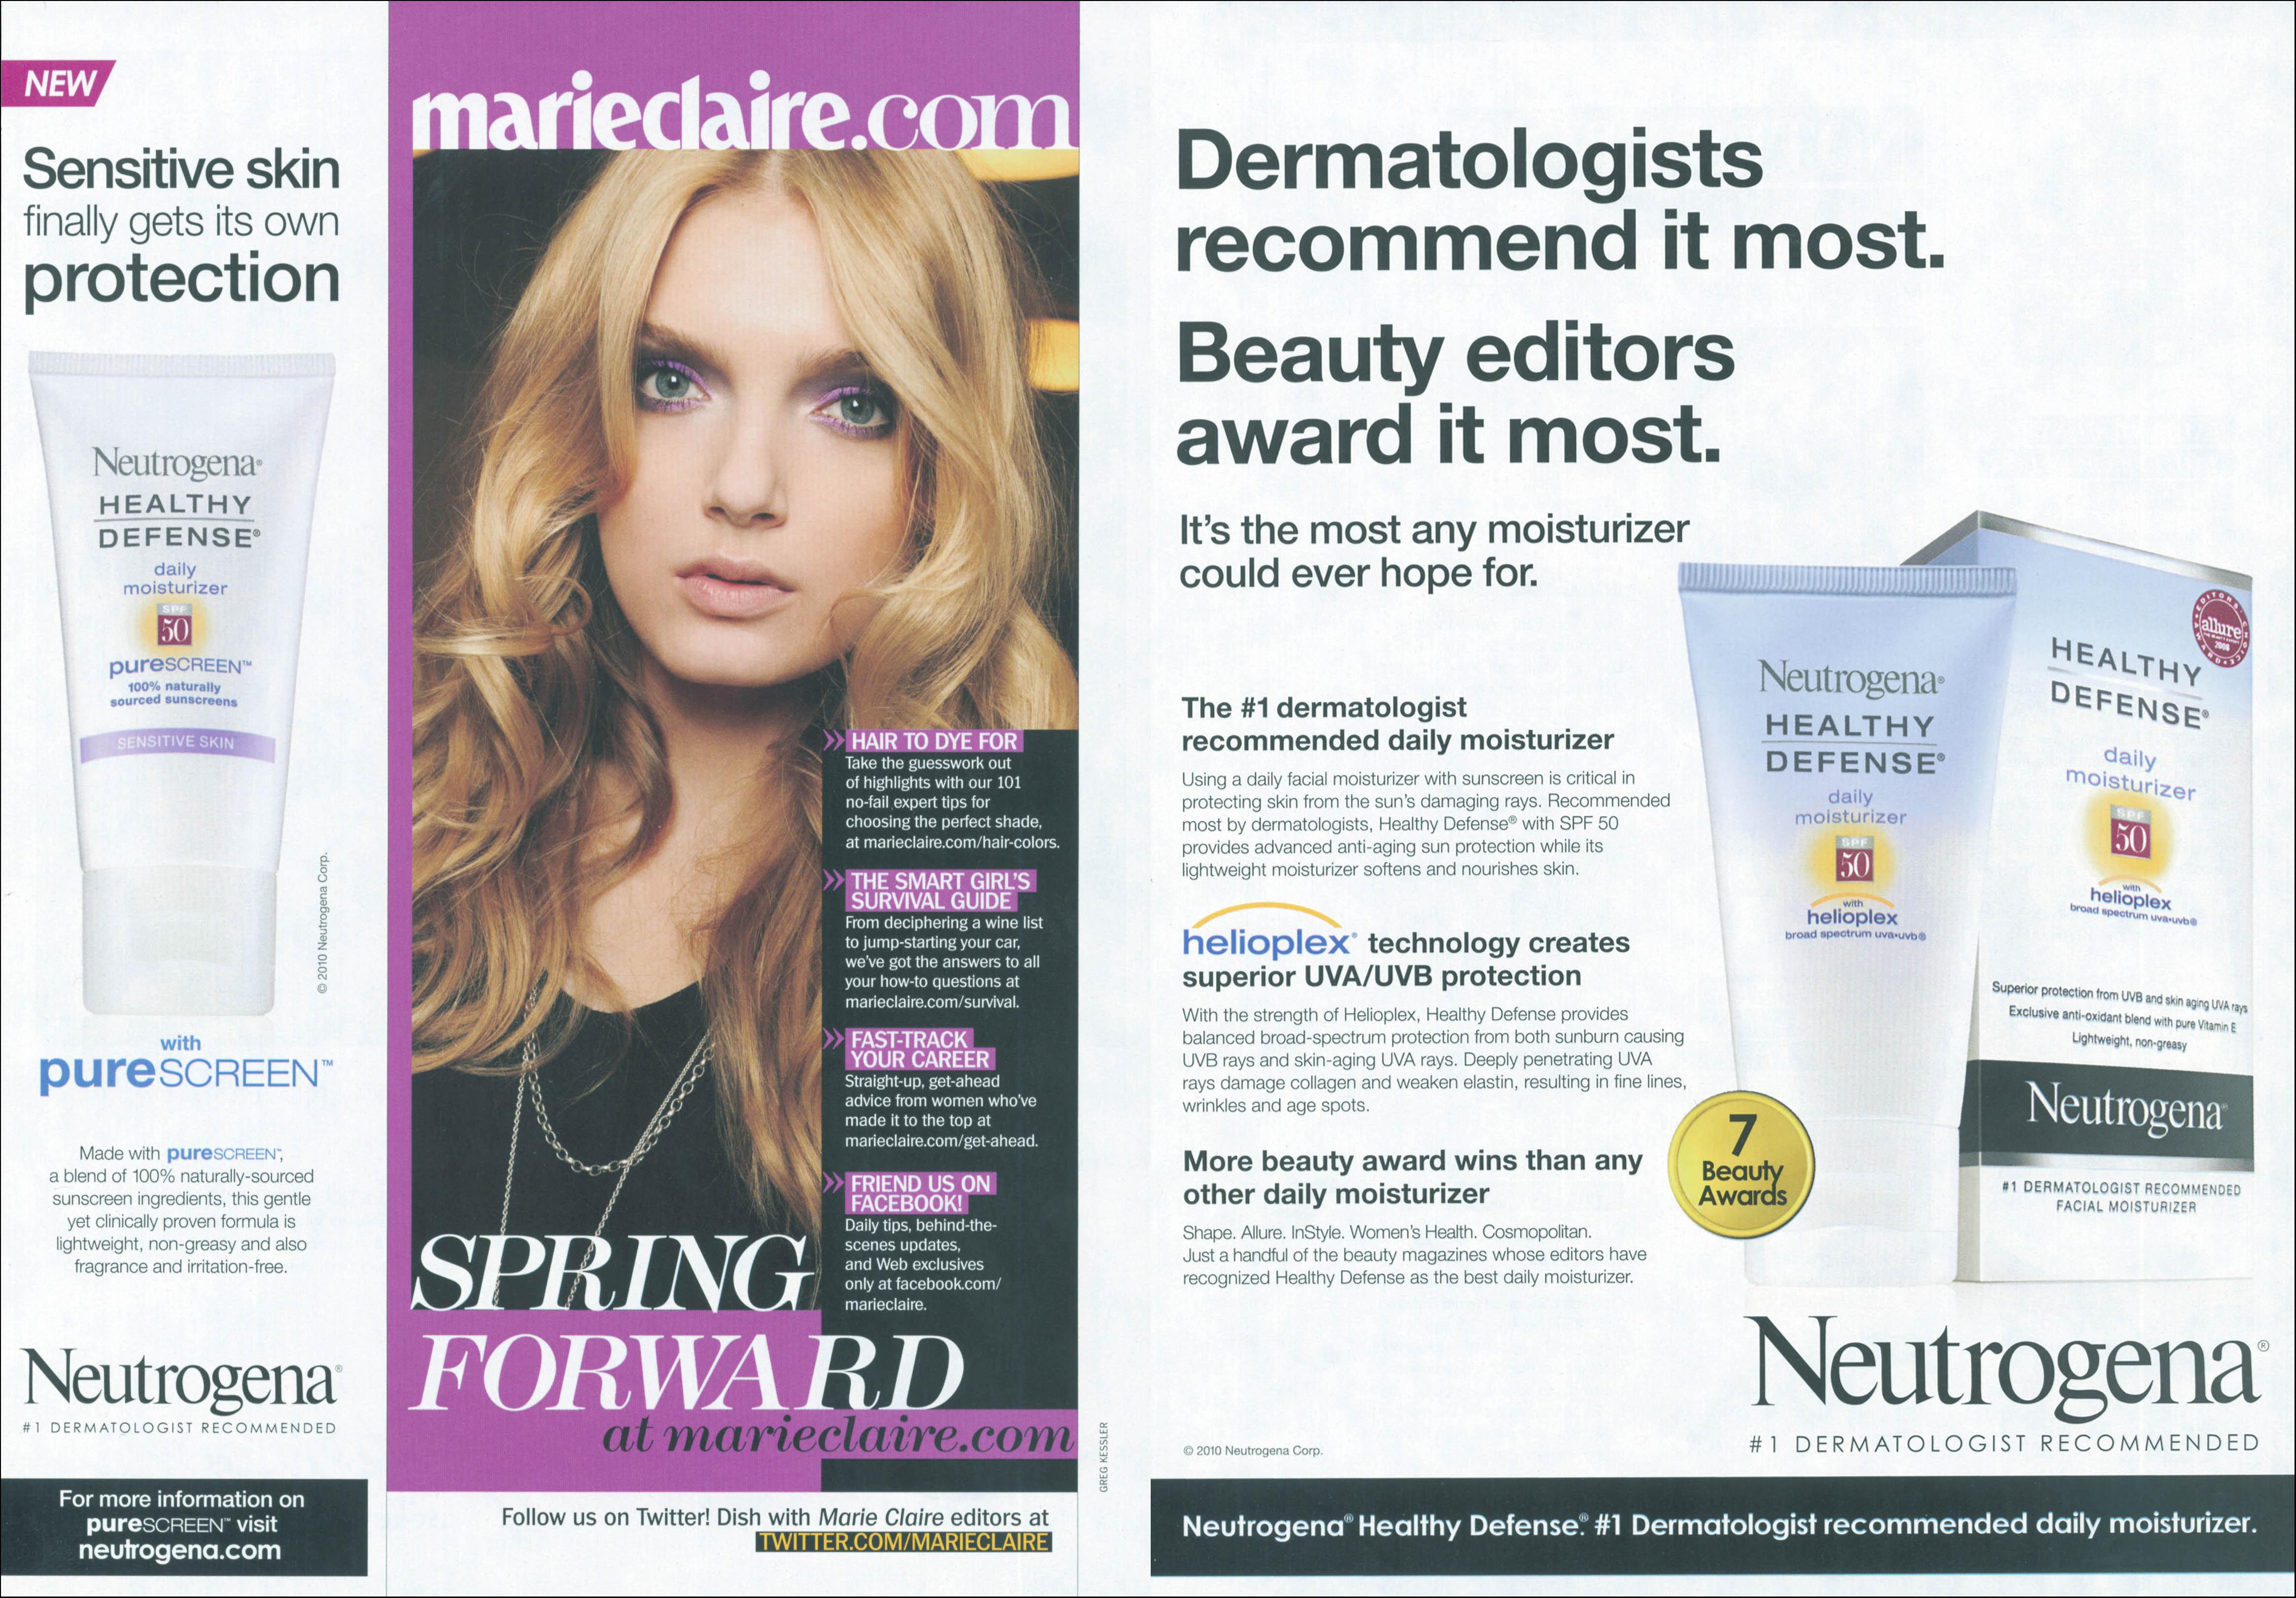 NEW
Sensitive skin
finally gets its own
protection
Neutrogena®
HEALTHY
DEFENSE®
daily
moisturizer
SPF
50
pureSCREEN™
100% naturally
sourced sunscreens
SENSITIVE SKIN
© 2010 Neutrogena Corp.
with
pureSCREEN™
Made with pureSCREEN™,
a blend of 100% naturally-sourced
sunscreen ingredients, this gentle
yet clinically proven formula is
lightweight, non-greasy and also
fragrance and irritation-free.
Neutrogena®
#1 DERMATOLOGIST RECOMMENDED
For more information on
pureSCREEN™ visit
neutrogena.com
marieclaire.com
HAIR TO DYE FOR
Take the guesswork out
of highlights with our 101
no-fail expert tips for
choosing the perfect shade,
at marieclaire.com/hair-colors.
THE SMART GIRL'S
SURVIVAL GUIDE
From deciphering a wine list
to jump-starting your car,
we've got the answers to all
your how-to questions at
marieclaire.com/survival.
FAST-TRACK
YOUR CAREER
Straight-up, get-ahead
advice from women who've
made it to the top at
marieclaire.com/get-ahead.
FRIEND US ON
FACEBOOK!
Daily tips, behind-the-
scenes updates,
and Web exclusives
only at facebook.com/
marieclaire.
SPRING
FORWARD
at marieclaire.com
GREG KESSLER
Follow us on Twitter! Dish with Marie Claire editors at
TWITTER.COM/MARIECLAIRE
Dermatologists
recommend it most.
Beauty editors
award it most.
It's the most any moisturizer
could ever hope for.
The #1 dermatologist
recommended daily moisturizer
Using a daily facial moisturizer with sunscreen is critical in
protecting skin from the sun's damaging rays. Recommended
most by dermatologists, Healthy Defense® with SPF 50
provides advanced anti-aging sun protection while its
lightweight moisturizer softens and nourishes skin.
helioplex® technology creates
superior UVA/UVB protection
With the strength of Helioplex, Healthy Defense provides
balanced broad-spectrum protection from both sunburn causing
UVB rays and skin-aging UVA rays. Deeply penetrating UVA
rays damage collagen and weaken elastin, resulting in fine lines,
wrinkles and age spots.
More beauty award wins than any
other daily moisturizer
Shape. Allure. InStyle. Women's Health. Cosmopolitan.
Just a handful of the beauty magazines whose editors have
recognized Healthy Defense as the best daily moisturizer.
Neutrogena®
HEALTHY
DEFENSE®
daily
moisturizer
SPF
50
with
helioplex
broad spectrum uva•uvb®
7
Beauty
Awards
EDITORS' CHOICE AWARDS
allure
2008
HEALTHY
DEFENSE®
daily
moisturizer
SPF
50
with
helioplex
broad spectrum uva•uvb®
Superior protection from UVB and skin aging UVA rays
Exclusive anti-oxidant blend with pure Vitamin E
Lightweight, non-greasy
Neutrogena®
#1 DERMATOLOGIST RECOMMENDED
FACIAL MOISTURIZER
Neutrogena®
#1 DERMATOLOGIST RECOMMENDED
© 2010 Neutrogena Corp.
Neutrogena® Healthy Defense.® #1 Dermatologist recommended daily moisturizer.